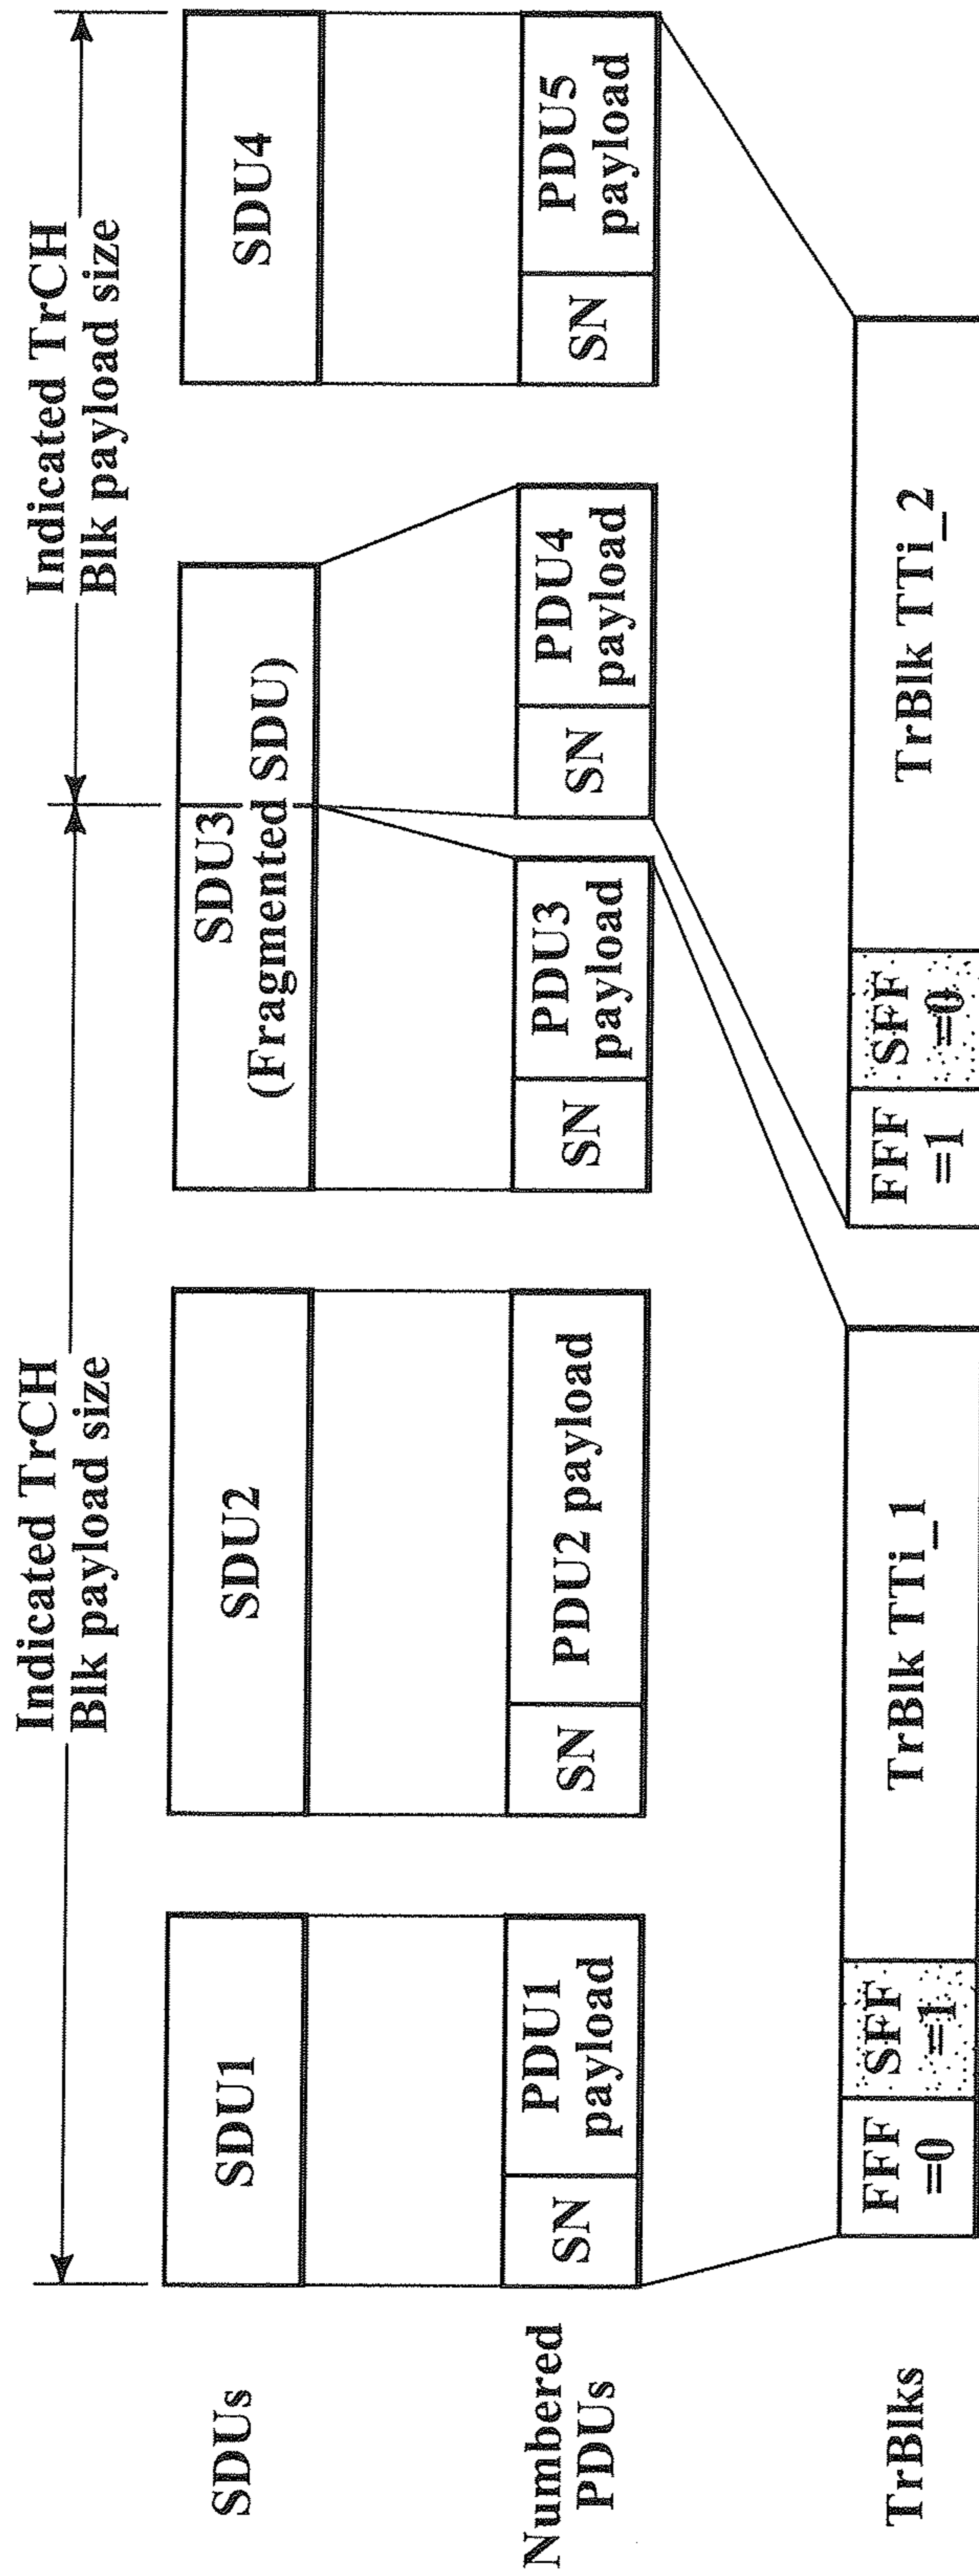 Indicated TrCH
Blk payload size
Indicated TrCH
Blk payload size
SDUs
SDU1
SDU2
SDU3
(Fragmented SDU)
SDU4
Numbered
PDUs
SN
PDU1
payload
SN
PDU2 payload
SN
PDU3
payload
SN
PDU4
payload
SN
PDU5
payload
TrBlks
FFF
=0
SFF
=1
TrBlk TTi_1
FFF
=1
SFF
=0
TrBlk TTi_2